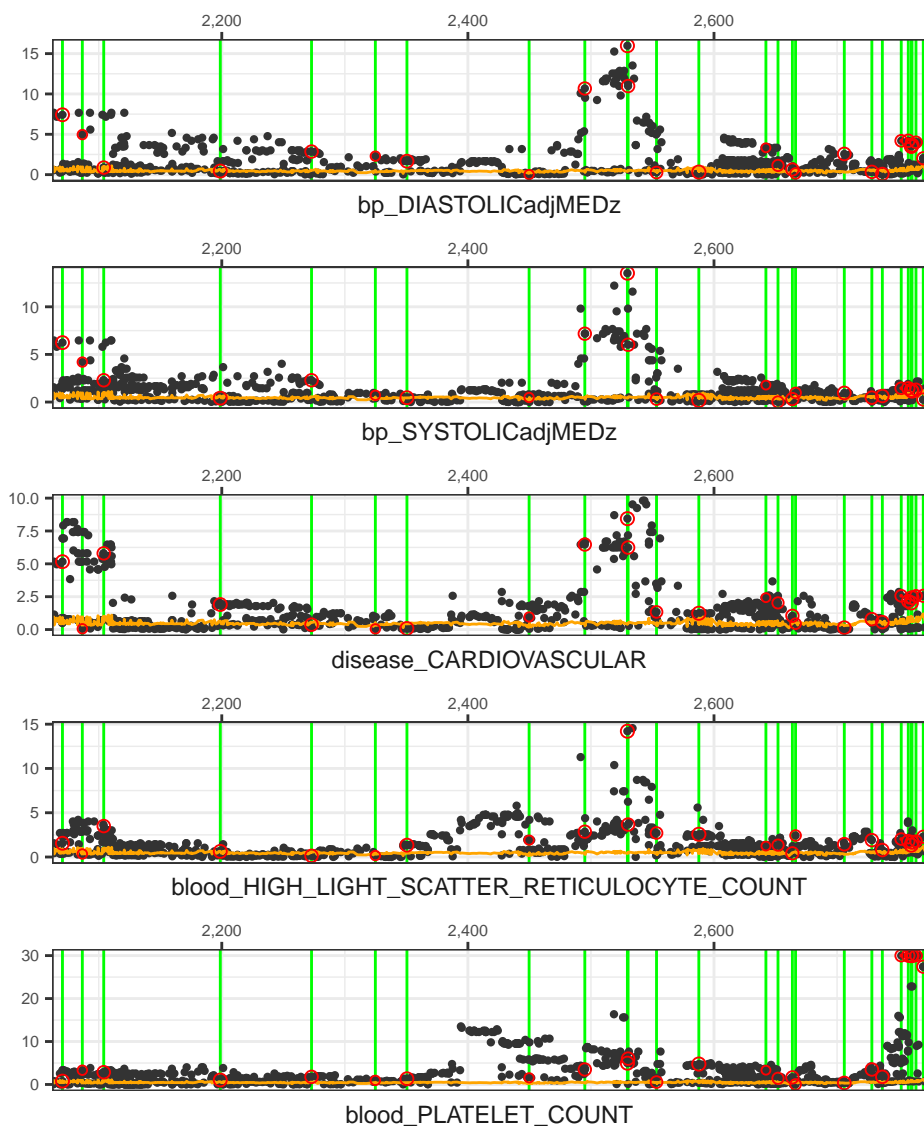 2,200 2,400 2,600
15
10
5
0
bp_DIASTOLICadjMEDz
2,200 2,400 2,600
10
5
0
bp_SYSTOLICadjMEDz
2,200 2,400 2,600
10.0
7.5
5.0
2.5
0.0
disease_CARDIOVASCULAR
2,200 2,400 2,600
15
10
5
0
blood_HIGH_LIGHT_SCATTER_RETICULOCYTE_COUNT
2,200 2,400 2,600
30
20
10
0
blood_PLATELET_COUNT